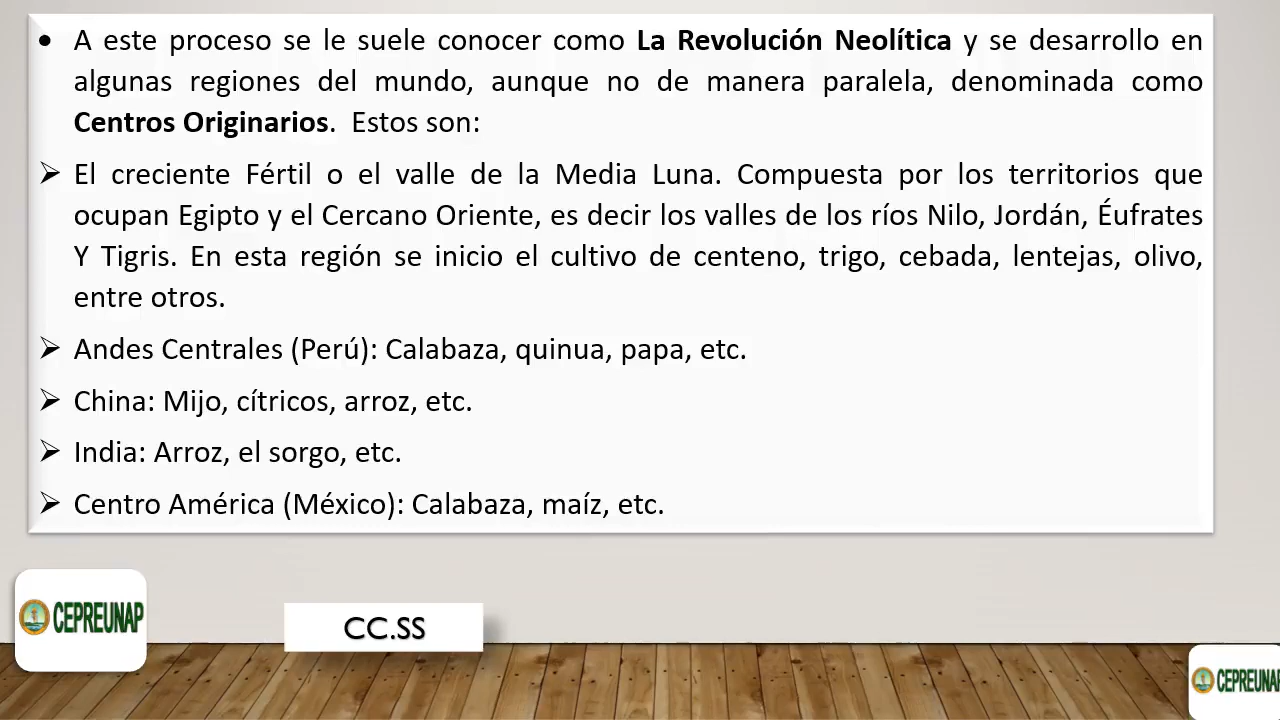 • A este proceso se le suele conocer como La Revolución Neolítica y se desarrollo en
algunas regiones del mundo, aunque no de manera paralela, denominada como
Centros Originarios. Estos son:
➢ El creciente Fértil o el valle de la Media Luna. Compuesta por los territorios que
ocupan Egipto y el Cercano Oriente, es decir los valles de los ríos Nilo, Jordán, Éufrates
Y Tigris. En esta región se inicio el cultivo de centeno, trigo, cebada, lentejas, olivo,
entre otros.
➢ Andes Centrales (Perú): Calabaza, quinua, papa, etc.
➢ China: Mijo, cítricos, arroz, etc.
➢ India: Arroz, el sorgo, etc.
➢ Centro América (México): Calabaza, maíz, etc.
CEPREUNAP
CC.SS
CEPREUNAP